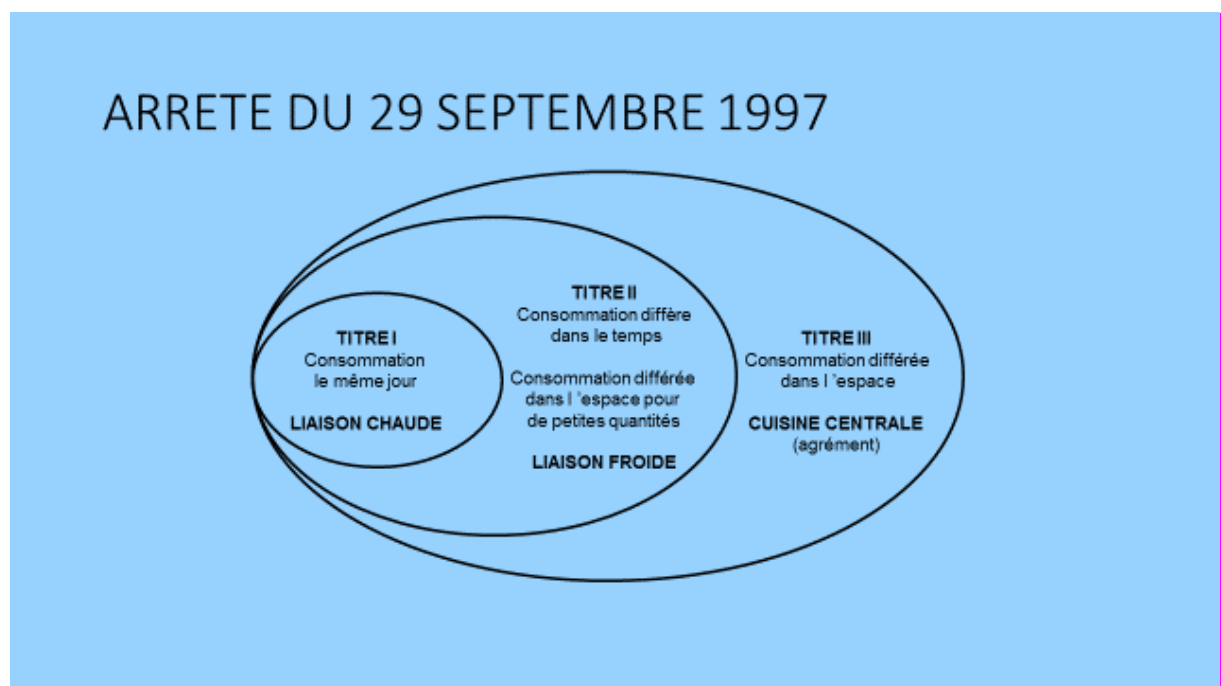 ARRETE DU 29 SEPTEMBRE 1997
TITRE I
Consommation
le même jour
LIAISON CHAUDE
TITRE II
Consommation diffère
dans le temps
Consommation différée
dans l 'espace pour
de petites quantités
LIAISON FROIDE
TITRE III
Consommation différée
dans l 'espace
CUISINE CENTRALE
(agrément)